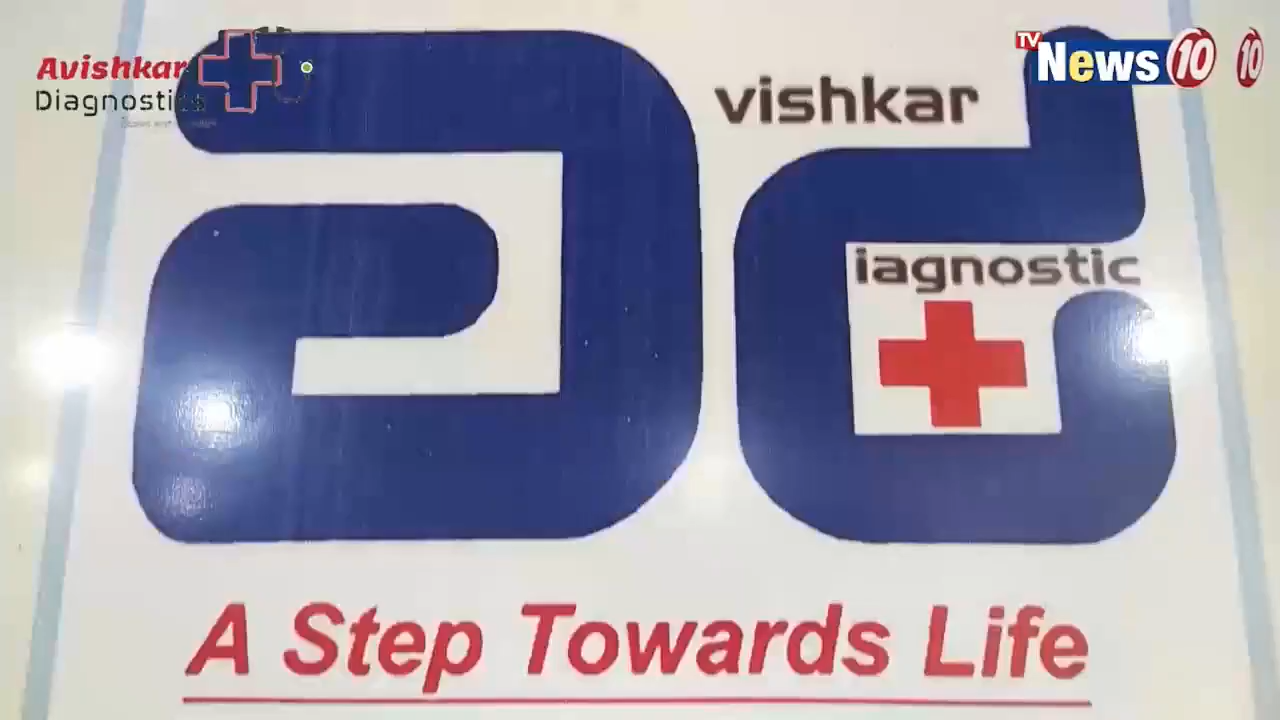 Avishkar
Diagnostics
TV
News 10 10
a vishkar
d iagnostic
A Step Towards Life